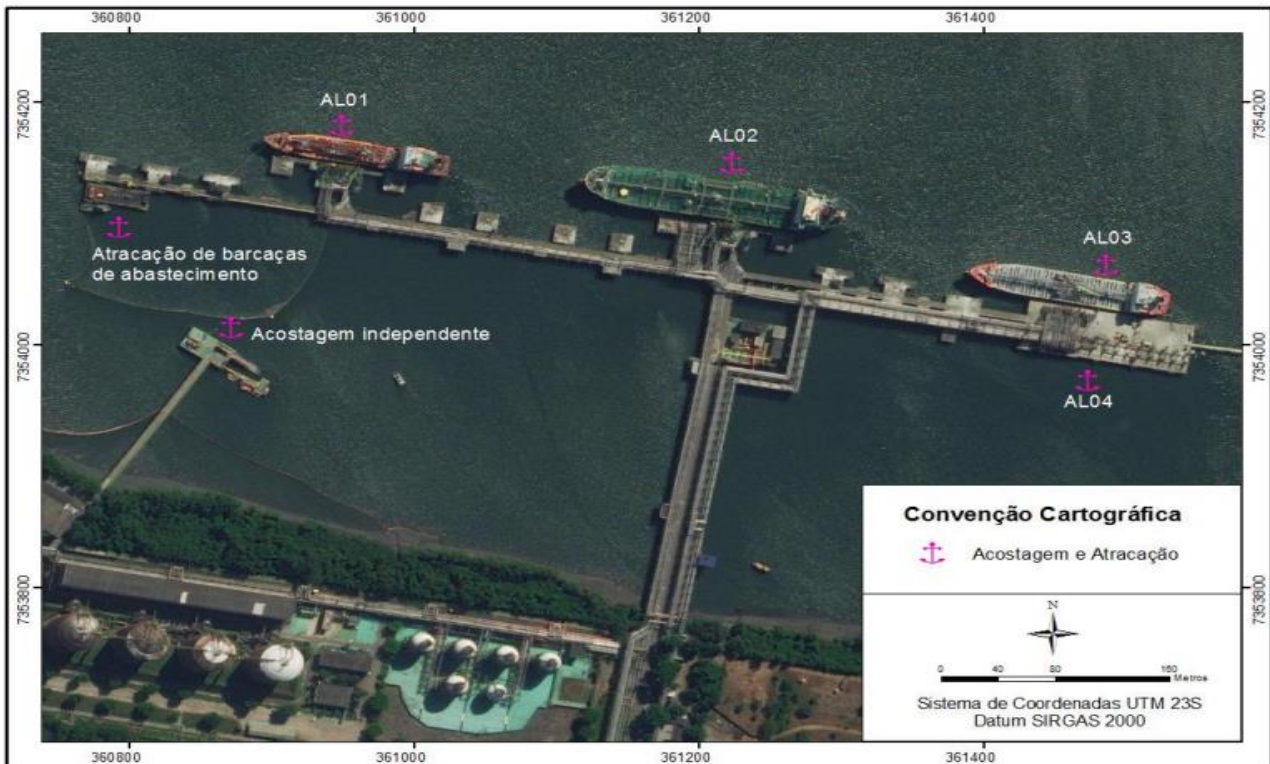 360800 361000 361200 361400
7354200 7354200
AL01
AL02
AL03
Atracação de barcaças
de abastecimento
Acostagem independente
7354000 7354000
AL04
Convenção Cartográfica
Acostagem e Atracação
7353800 7353800
N
0 40 80 160
Metros
Sistema de Coordenadas UTM 23S
Datum SIRGAS 2000
360800 361000 361200 361400